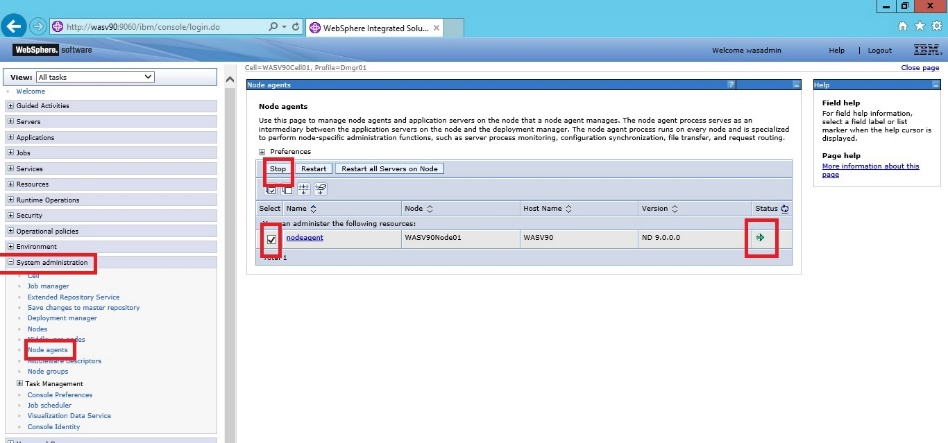 http://wasv90:9060/ibm/console/login.do
WebSphere Integrated Solu...
WebSphere. software
Welcome wasadmin
Help
Logout
IBM.
View: All tasks
Welcome
Guided Activities
Servers
Applications
Jobs
Services
Resources
Runtime Operations
Security
Operational policies
Environment
System administration
Cell
Job manager
Extended Repository Service
Save changes to master repository
Deployment manager
Nodes
Middleware nodes
Node agents
Middleware descriptors
Node groups
Task Management
Console Preferences
Job scheduler
Visualization Data Service
Console Identity
Cell=WASV90Cell01, Profile=Dmgr01
Close page
Node agents
?
Node agents
Use this page to manage node agents and application servers on the node that a node agent manages. The node agent process serves as an
intermediary between the application servers on the node and the deployment manager. The node agent process runs on every node and is specialized
to perform node-specific administration functions, such as server process monitoring, configuration synchronization, file transfer, and request routing.
Preferences
Stop Restart Restart all Servers on Node
Select Name Node Host Name Version Status
You can administer the following resources:
nodeagent WASV90Node01 WASV90 ND 9.0.0.0
Total 1
Help
Field help
For field help information,
select a field label or list
marker when the help cursor is
displayed.
Page help
More information about this
page